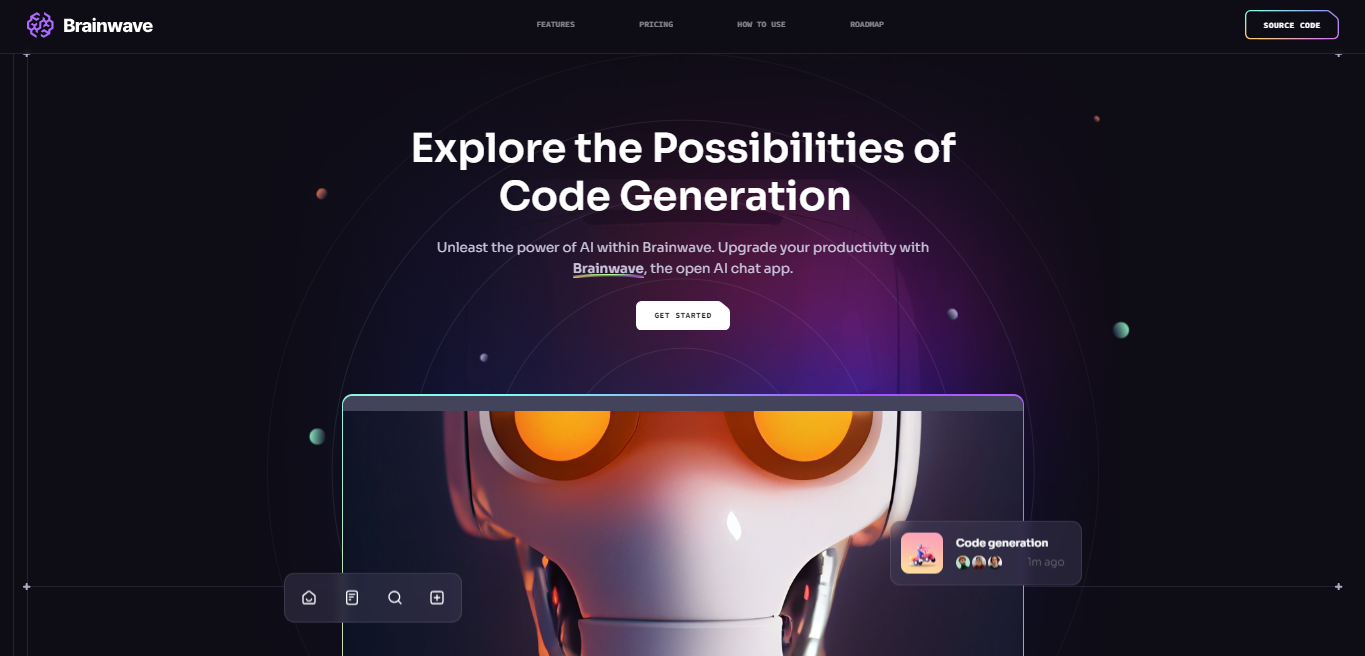 Brainwave
FEATURES
PRICING
HOW TO USE
ROADMAP
SOURCE CODE
Explore the Possibilities of
Code Generation
Unleast the power of AI within Brainwave. Upgrade your productivity with
Brainwave, the open AI chat app.
GET STARTED
Code generation
1m ago